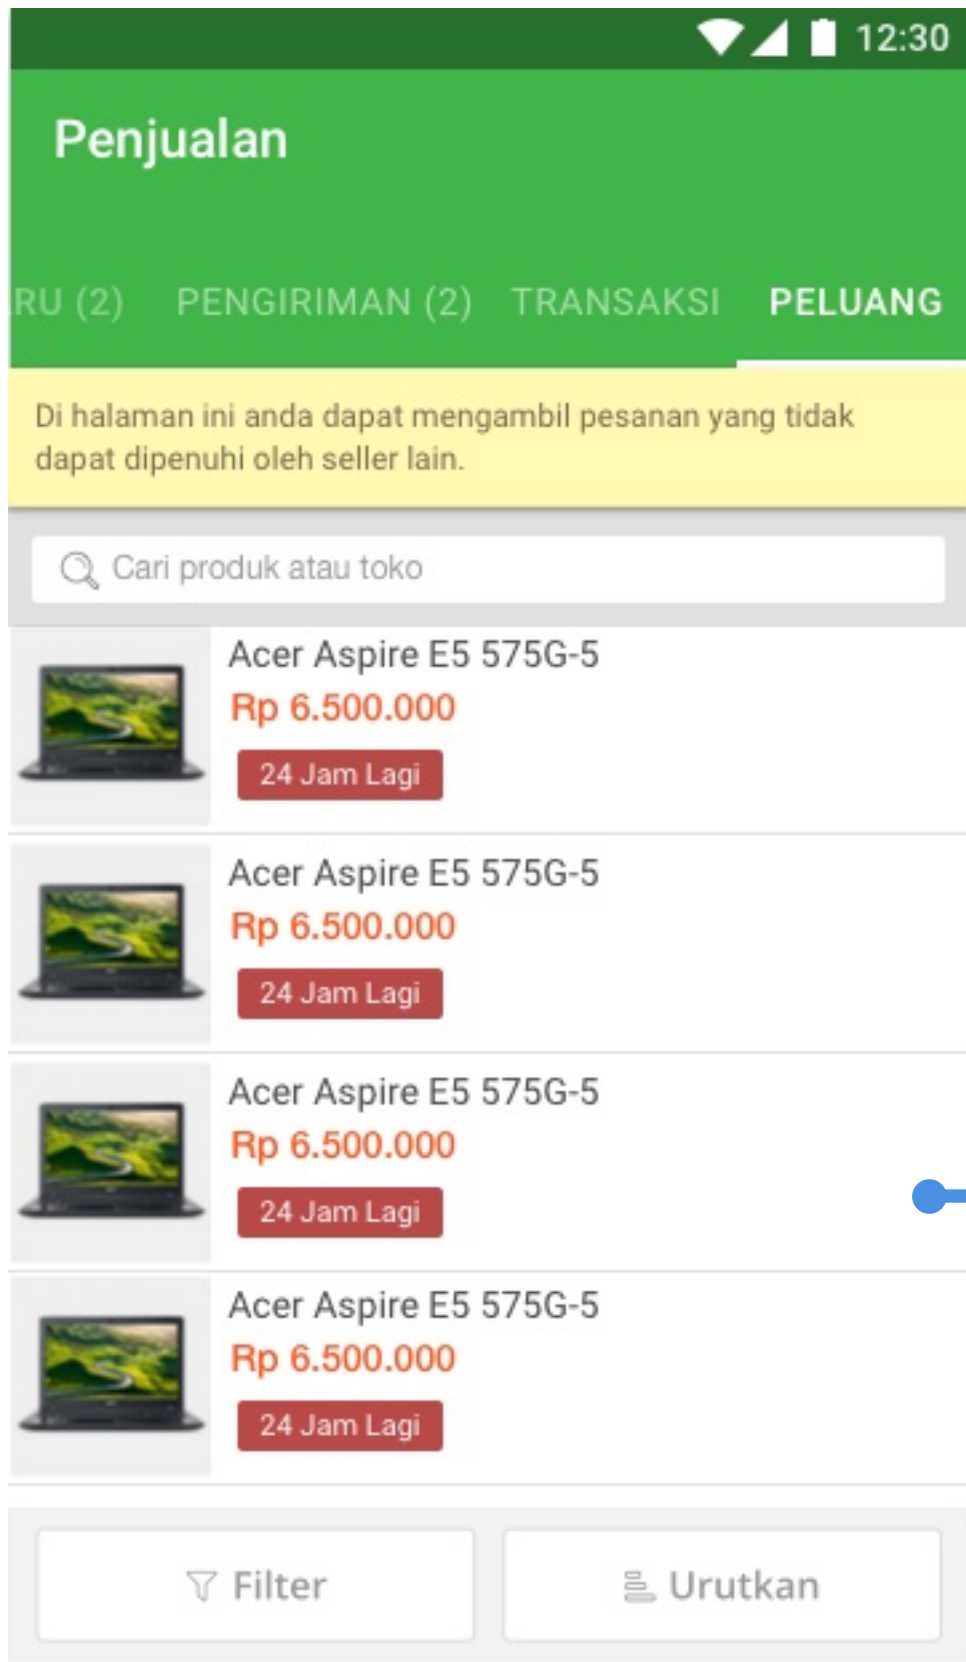 12:30
Penjualan
RU (2) PENGIRIMAN (2) TRANSAKSI PELUANG
Di halaman ini anda dapat mengambil pesanan yang tidak
dapat dipenuhi oleh seller lain.
Cari produk atau toko
Acer Aspire E5 575G-5
Rp 6.500.000
24 Jam Lagi
Acer Aspire E5 575G-5
Rp 6.500.000
24 Jam Lagi
Acer Aspire E5 575G-5
Rp 6.500.000
24 Jam Lagi
Acer Aspire E5 575G-5
Rp 6.500.000
24 Jam Lagi
Filter Urutkan